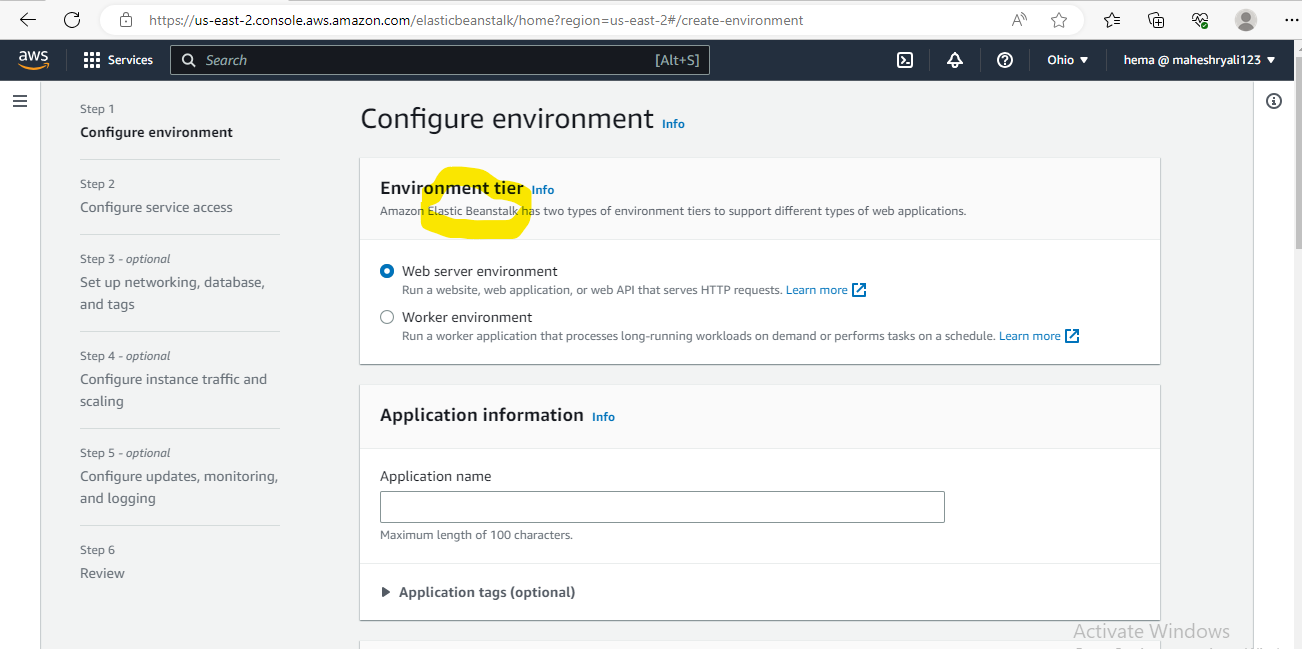 https://us-east-2.console.aws.amazon.com/elasticbeanstalk/home?region=us-east-2#/create-environment
aws Services Search [Alt+S] Ohio hema @ maheshryali123
Step 1
Configure environment
Step 2
Configure service access
Step 3 - optional
Set up networking, database,
and tags
Step 4 - optional
Configure instance traffic and
scaling
Step 5 - optional
Configure updates, monitoring,
and logging
Step 6
Review
Configure environment Info
Environment tier Info
Amazon Elastic Beanstalk has two types of environment tiers to support different types of web applications.
Web server environment
Run a website, web application, or web API that serves HTTP requests. Learn more
Worker environment
Run a worker application that processes long-running workloads on demand or performs tasks on a schedule. Learn more
Application information Info
Application name
Maximum length of 100 characters.
Application tags (optional)
Activate Windows